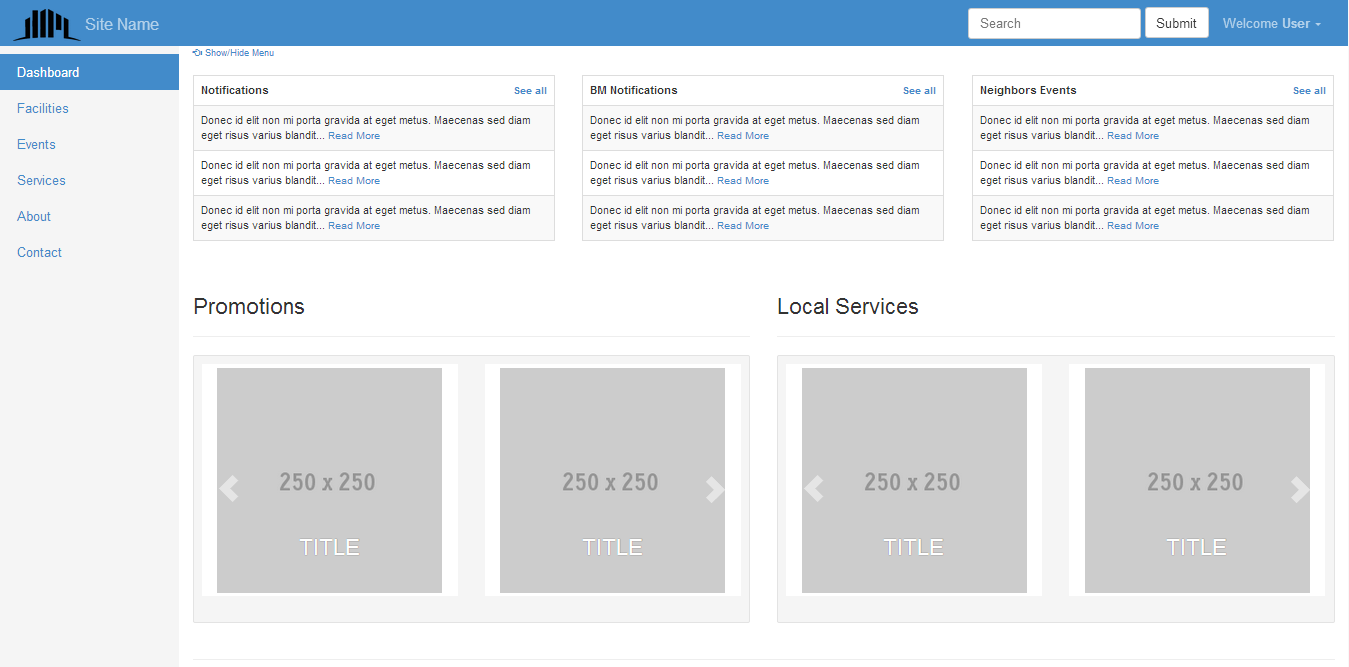 Site Name
Search
Submit
Welcome User
Show/Hide Menu
Dashboard
Facilities
Events
Services
About
Contact
Notifications
See all
Donec id elit non mi porta gravida at eget metus. Maecenas sed diam
eget risus varius blandit... Read More
Donec id elit non mi porta gravida at eget metus. Maecenas sed diam
eget risus varius blandit... Read More
Donec id elit non mi porta gravida at eget metus. Maecenas sed diam
eget risus varius blandit... Read More
BM Notifications
See all
Donec id elit non mi porta gravida at eget metus. Maecenas sed diam
eget risus varius blandit... Read More
Donec id elit non mi porta gravida at eget metus. Maecenas sed diam
eget risus varius blandit... Read More
Donec id elit non mi porta gravida at eget metus. Maecenas sed diam
eget risus varius blandit... Read More
Neighbors Events
See all
Donec id elit non mi porta gravida at eget metus. Maecenas sed diam
eget risus varius blandit... Read More
Donec id elit non mi porta gravida at eget metus. Maecenas sed diam
eget risus varius blandit... Read More
Donec id elit non mi porta gravida at eget metus. Maecenas sed diam
eget risus varius blandit... Read More
Promotions
250 x 250
TITLE
250 x 250
TITLE
Local Services
250 x 250
TITLE
250 x 250
TITLE